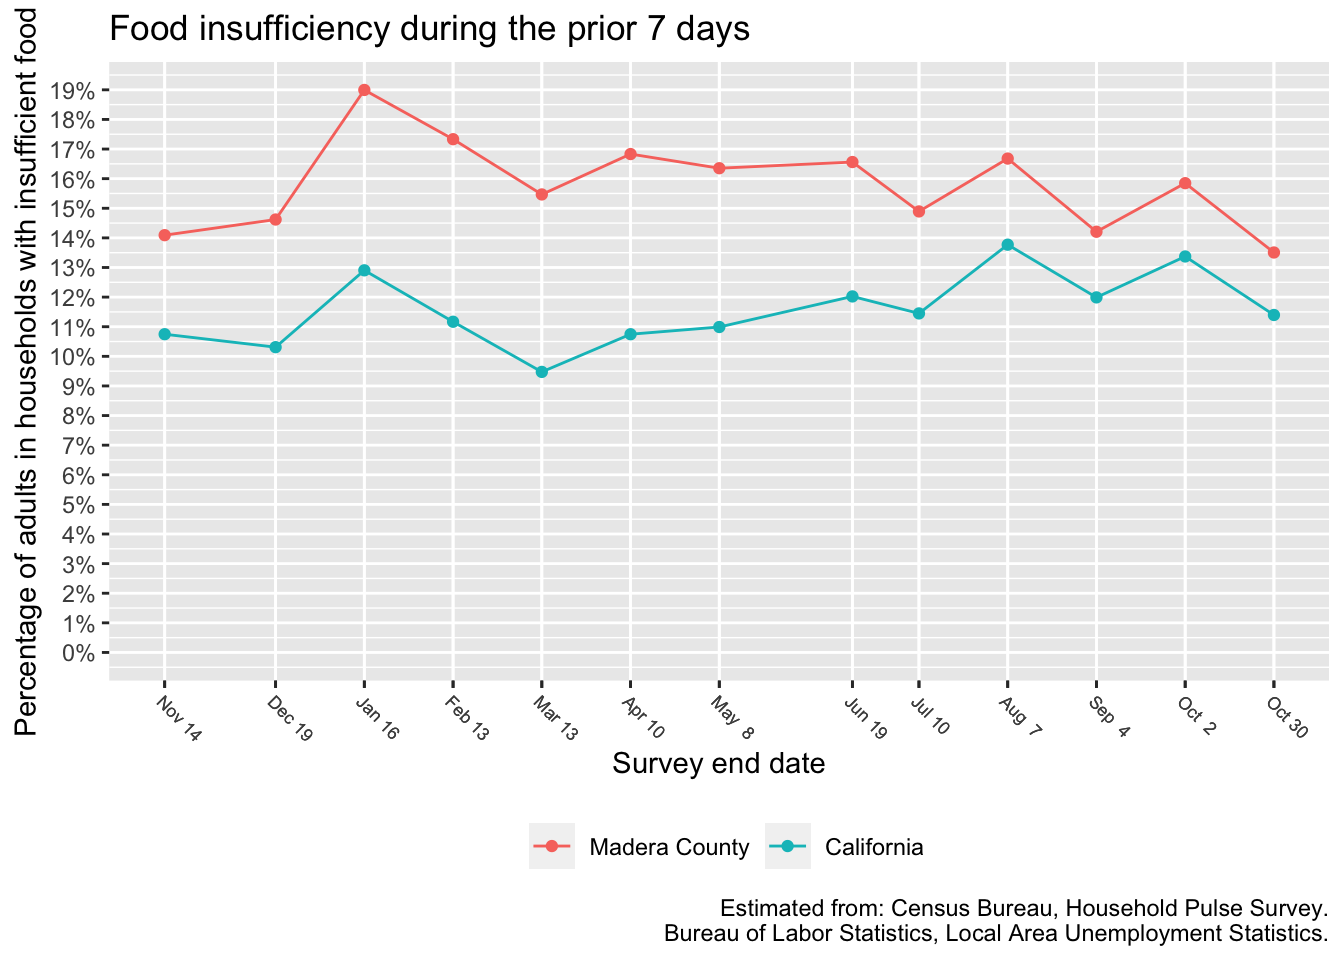 Food insufficiency during the prior 7 days
Percentage of adults in households with insufficient food
19%
18%
17%
16%
15%
14%
13%
12%
11%
10%
9%
8%
7%
6%
5%
4%
3%
2%
1%
0%
Nov 14
Dec 19
Jan 16
Feb 13
Mar 13
Apr 10
May 8
Jun 19
Jul 10
Aug 7
Sep 4
Oct 2
Oct 30
Survey end date
Madera County
California
Estimated from: Census Bureau, Household Pulse Survey.
Bureau of Labor Statistics, Local Area Unemployment Statistics.